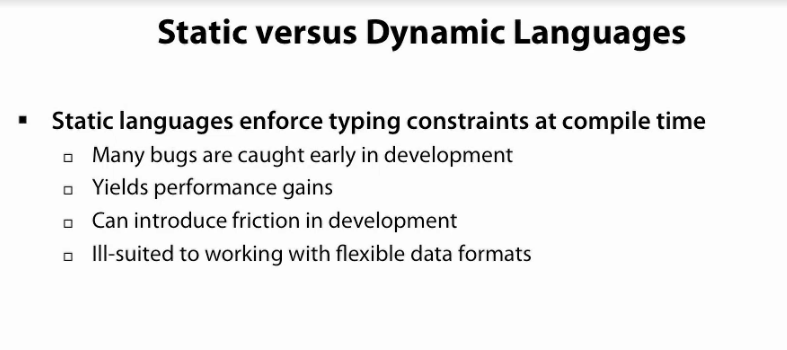 Static versus Dynamic Languages
▪ Static languages enforce typing constraints at compile time
▫ Many bugs are caught early in development
▫ Yields performance gains
▫ Can introduce friction in development
▫ Ill-suited to working with flexible data formats